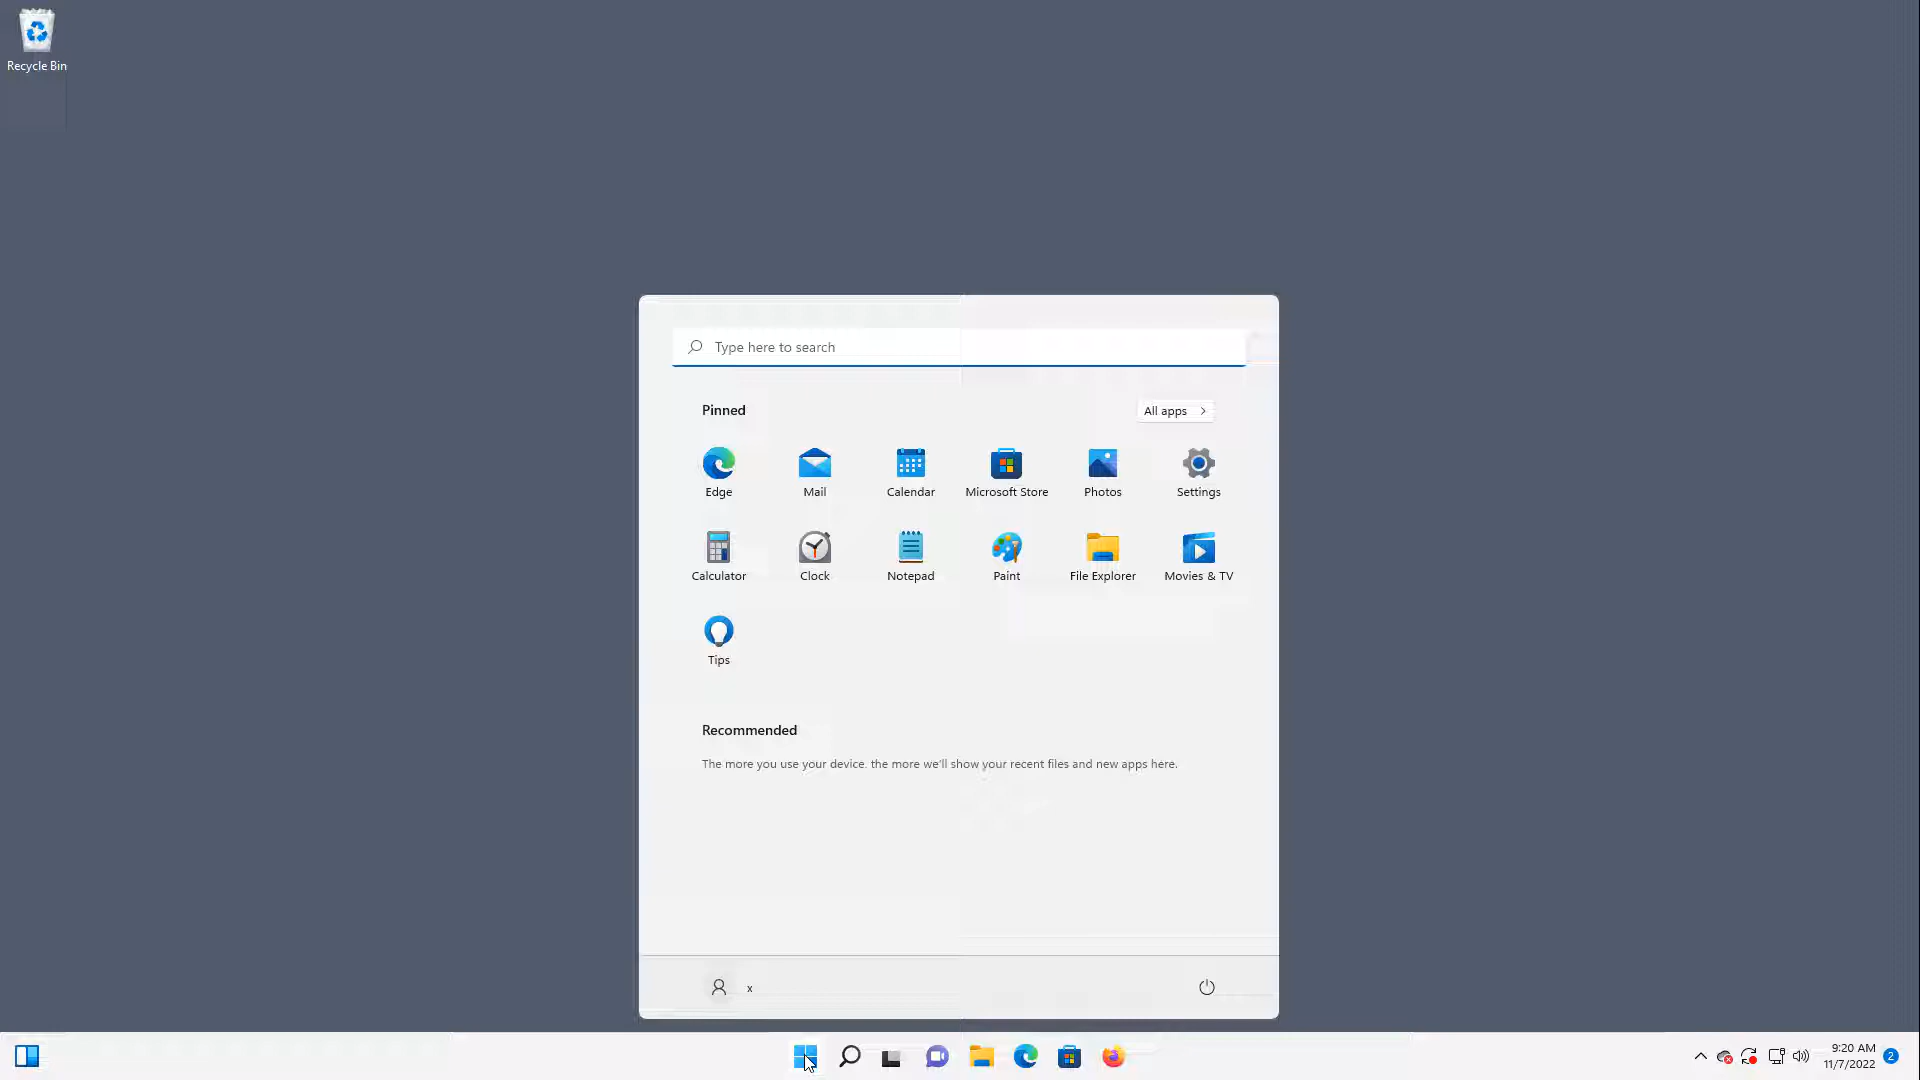 Recycle Bin
Type here to search
Pinned
All apps
Edge
Mail
Calendar
Microsoft Store
Photos
Settings
Calculator
Clock
Notepad
Paint
File Explorer
Movies & TV
Tips
Recommended
The more you use your device. the more we'll show your recent files and new apps here.
x
9:20 AM
11/7/2022
2